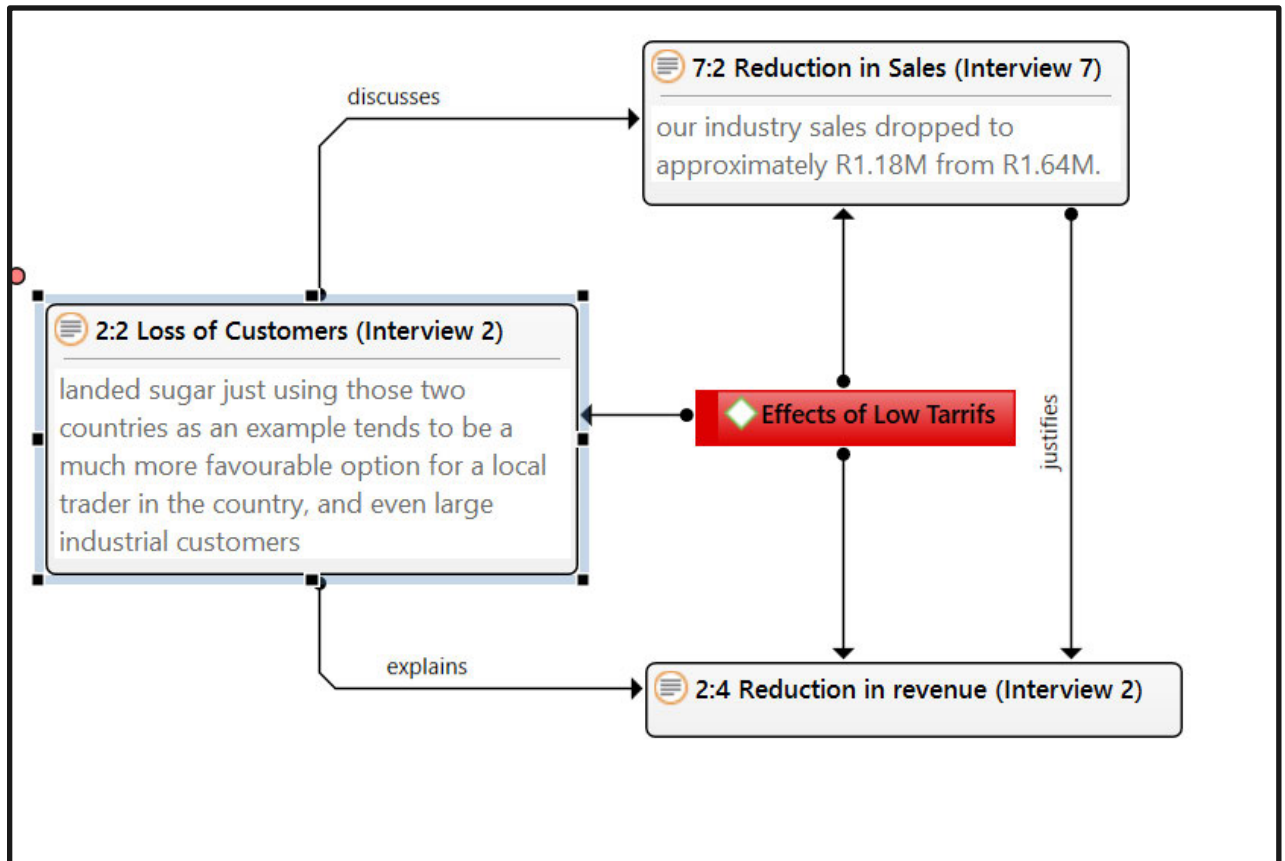 discusses
7:2 Reduction in Sales (Interview 7)
our industry sales dropped to
approximately R1.18M from R1.64M.
2:2 Loss of Customers (Interview 2)
landed sugar just using those two
countries as an example tends to be a
much more favourable option for a local
trader in the country, and even large
industrial customers
Effects of Low Tarrifs
justifies
explains
2:4 Reduction in revenue (Interview 2)